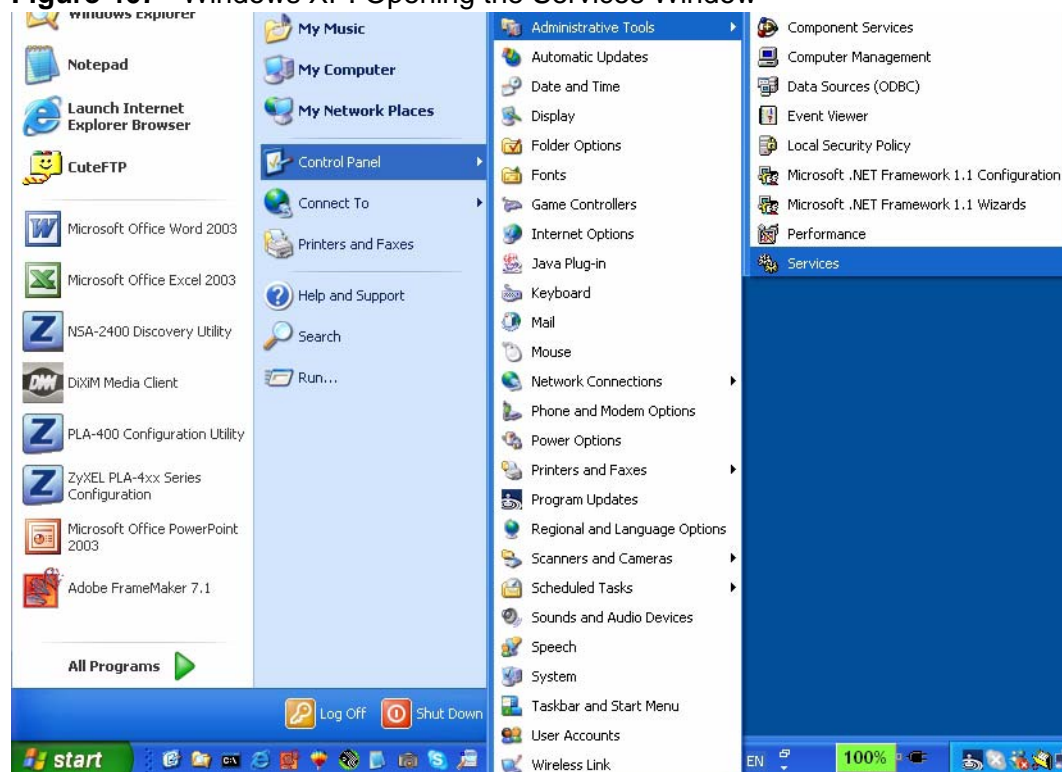 Windows XP: Opening the Services Window
Windows Explorer
Notepad
Launch Internet
Explorer Browser
CuteFTP
Microsoft Office Word 2003
Microsoft Office Excel 2003
NSA-2400 Discovery Utility
DiXiM Media Client
PLA-400 Configuration Utility
ZyXEL PLA-4xx Series
Configuration
Microsoft Office PowerPoint
2003
Adobe FrameMaker 7.1
All Programs
My Music
My Computer
My Network Places
Control Panel
Connect To
Printers and Faxes
Help and Support
Search
Run...
Log Off
Shut Down
Administrative Tools
Automatic Updates
Date and Time
Display
Folder Options
Fonts
Game Controllers
Internet Options
Java Plug-in
Keyboard
Mail
Mouse
Network Connections
Phone and Modem Options
Power Options
Printers and Faxes
Program Updates
Regional and Language Options
Scanners and Cameras
Scheduled Tasks
Sounds and Audio Devices
Speech
System
Taskbar and Start Menu
User Accounts
Wireless Link
Component Services
Computer Management
Data Sources (ODBC)
Event Viewer
Local Security Policy
Microsoft .NET Framework 1.1 Configuration
Microsoft .NET Framework 1.1 Wizards
Performance
Services
start
EN
100%